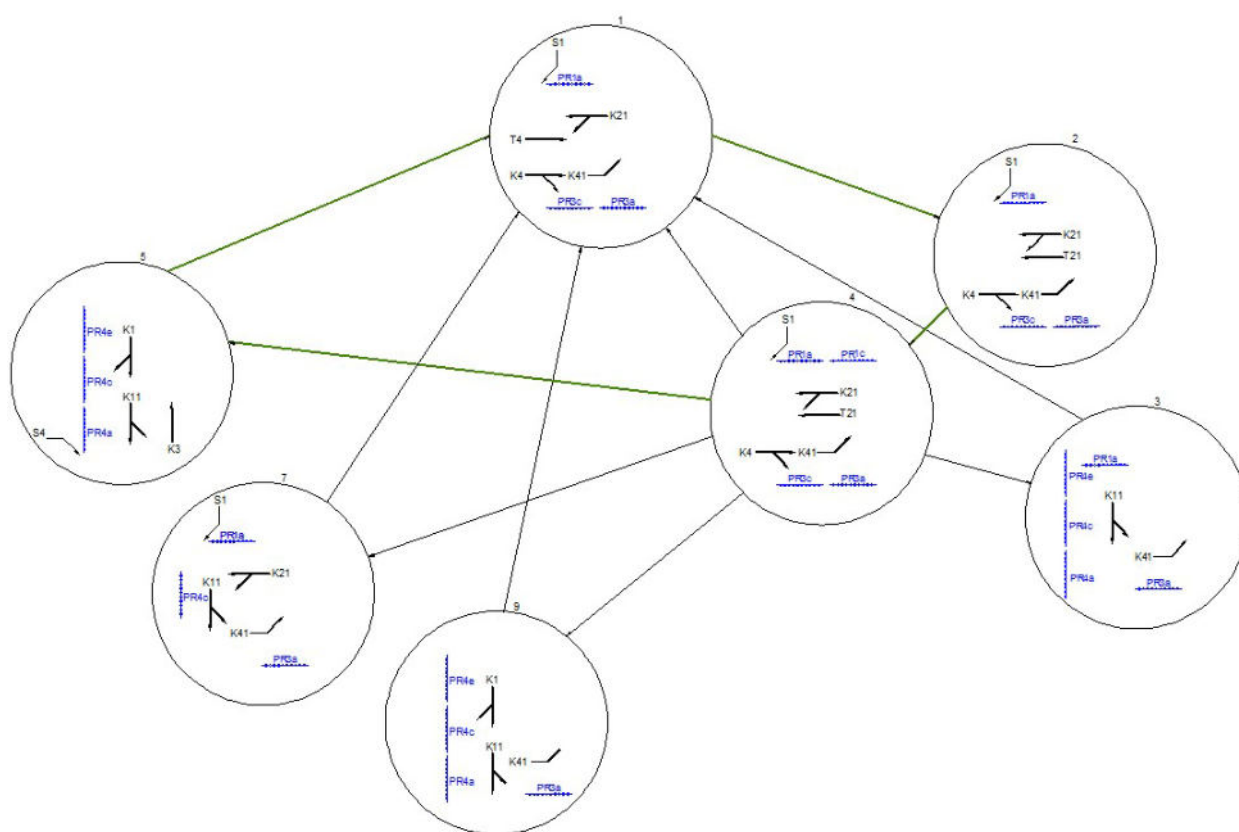 1
S1
PR1a
K21
T4
K4 K41
PR3c PR3a
2
S1
PR1a
K21
T21
K4 K41
PR3c PR3a
5
PR4e K1
PR4c
K11
PR4a
S4
K3
4
S1
PR1a PR1c
K21
T21
K4 K41
PR3c PR3a
3
PR1a
PR4e
K11
PR4c
K41
PR4a PR3a
7
S1
PR1a
K11 K21
PR4c
K41
PR3a
9
PR4e K1
PR4c
K11
K41
PR4a
PR3a